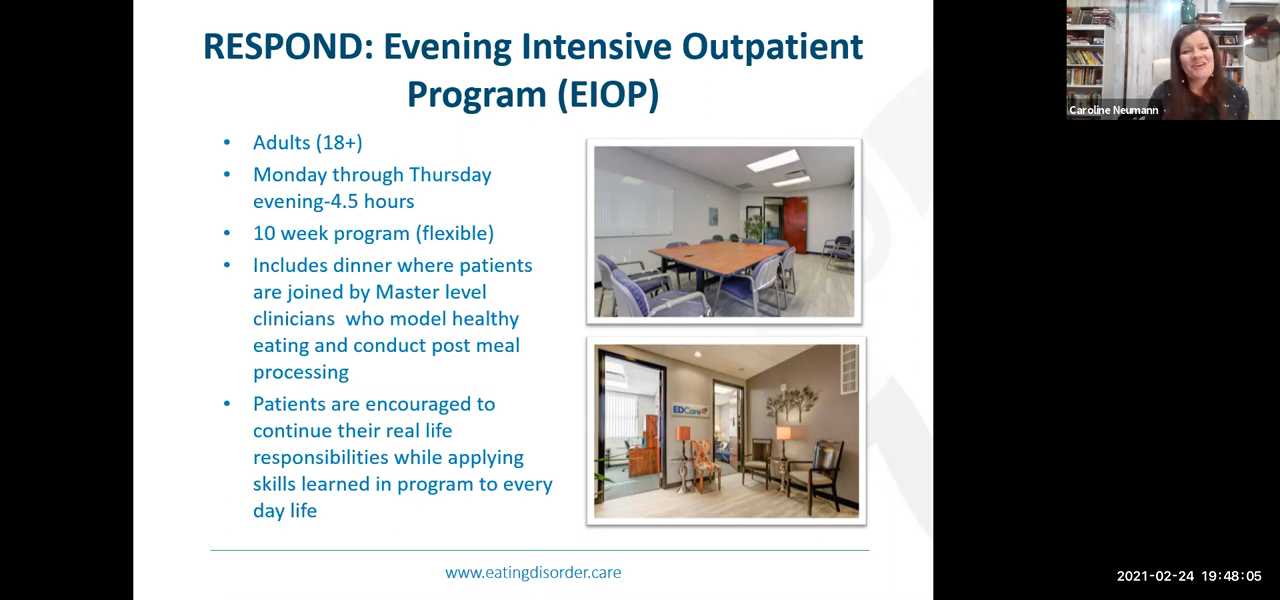 RESPOND: Evening Intensive Outpatient
Program (EIOP)
Caroline Neumann
• Adults (18+)
• Monday through Thursday
evening-4.5 hours
• 10 week program (flexible)
• Includes dinner where patients
are joined by Master level
clinicians  who model healthy
eating and conduct post meal
processing
• Patients are encouraged to
continue their real life
responsibilities while applying
skills learned in program to every
day life
EDCare
www.eatingdisorder.care
2021-02-24 19:48:05